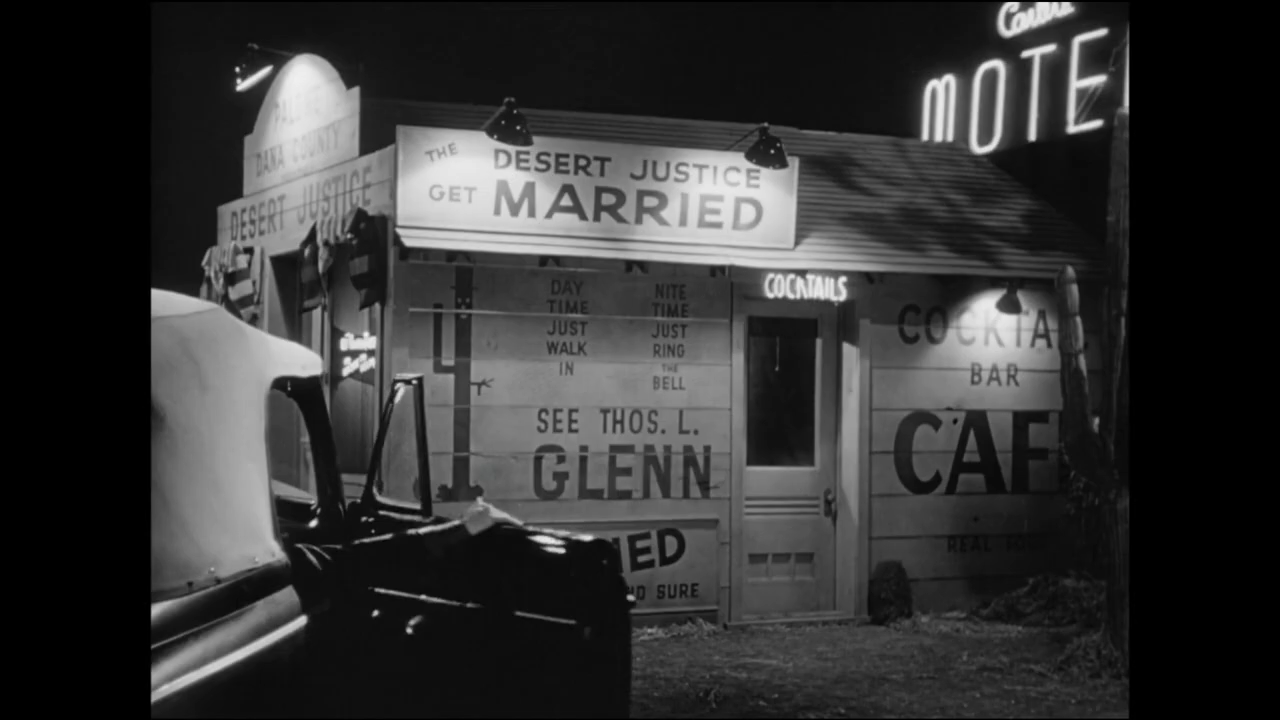 MOTE
DANA COUNTY
DESERT JUSTICE
THE DESERT JUSTICE
GET MARRIED
COCKTAILS
DAY
TIME
JUST
WALK
IN
NITE
TIME
JUST
RING
THE
BELL
SEE THOS. L.
GLENN
IED
SURE
COCKTA
BAR
CAF
REAL